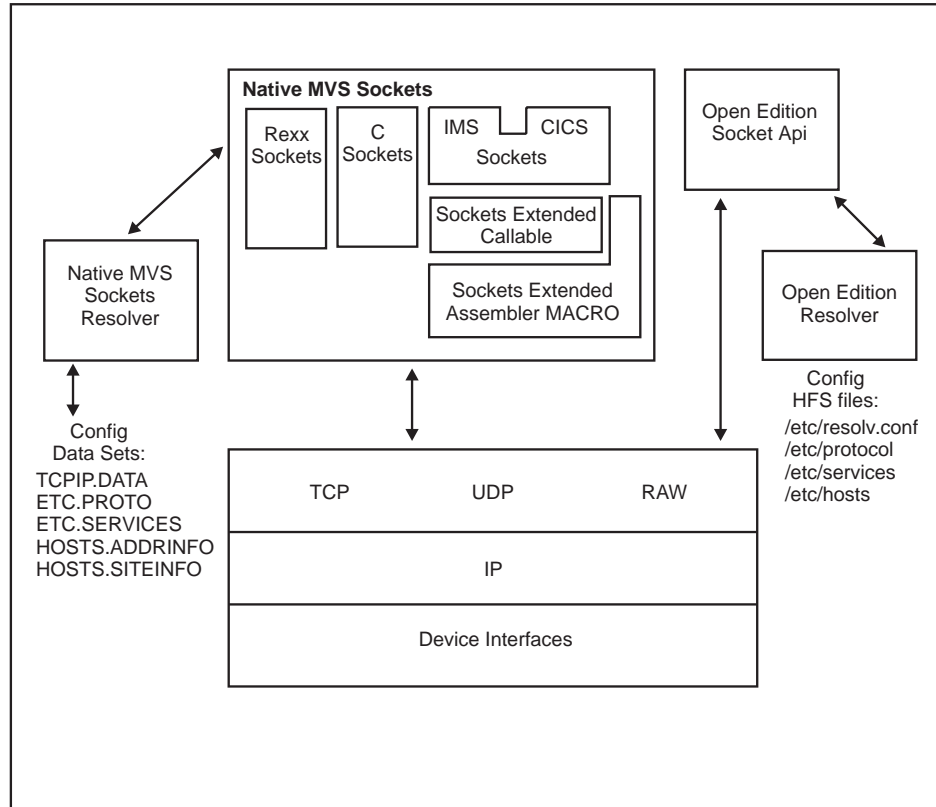 Native MVS Sockets
Rexx
Sockets
C
Sockets
IMS
CICS
Sockets
Sockets Extended
Callable
Sockets Extended
Assembler MACRO
Open Edition
Socket Api
Native MVS
Sockets
Resolver
Open Edition
Resolver
Config
Data Sets:
TCPIP.DATA
ETC.PROTO
ETC.SERVICES
HOSTS.ADDRINFO
HOSTS.SITEINFO
Config
HFS files:
/etc/resolv.conf
/etc/protocol
/etc/services
/etc/hosts
TCP
UDP
RAW
IP
Device Interfaces